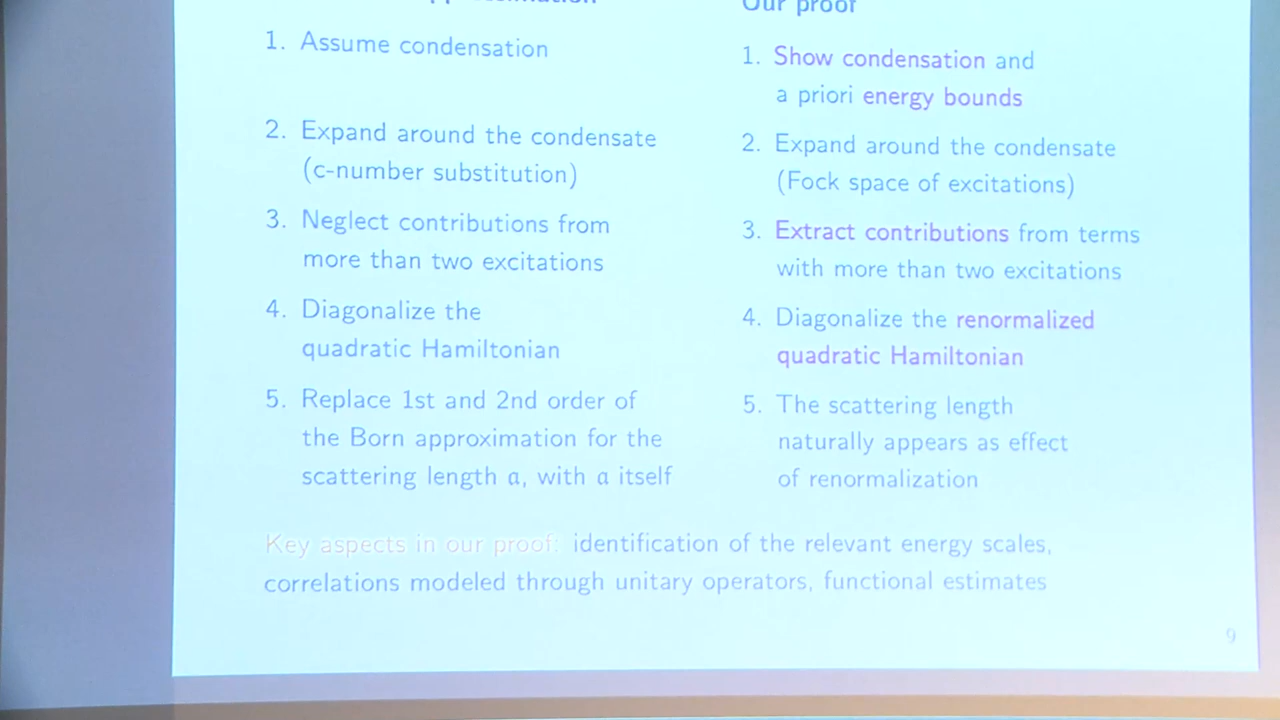 Our proof
1. Assume condensation
2. Expand around the condensate
(c-number substitution)
3. Neglect contributions from
more than two excitations
4. Diagonalize the
quadratic Hamiltonian
5. Replace 1st and 2nd order of
the Born approximation for the
scattering length a, with a itself
1. Show condensation and
a priori energy bounds
2. Expand around the condensate
(Fock space of excitations)
3. Extract contributions from terms
with more than two excitations
4. Diagonalize the renormalized
quadratic Hamiltonian
5. The scattering length
naturally appears as effect
of renormalization
Key aspects in our proof: identification of the relevant energy scales,
correlations modeled through unitary operators, functional estimates
9